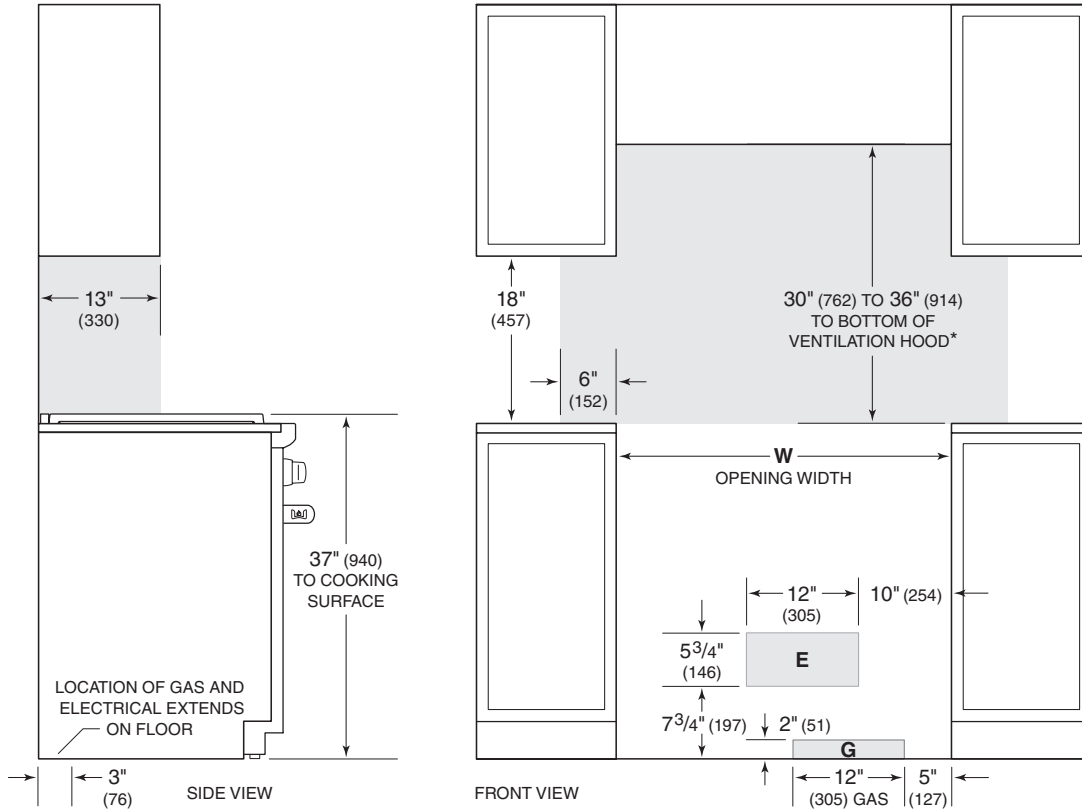 13"
(330)
18"
(457)
30" (762) TO 36" (914)
TO BOTTOM OF
VENTILATION HOOD*
6"
(152)
W
OPENING WIDTH
37" (940)
TO COOKING
SURFACE
12"
(305)
10" (254)
5 3/4"
(146)
E
LOCATION OF GAS AND
ELECTRICAL EXTENDS
ON FLOOR
7 3/4" (197)
2" (51)
G
3"
(76)
SIDE VIEW
FRONT VIEW
12"
(305) GAS
5"
(127)